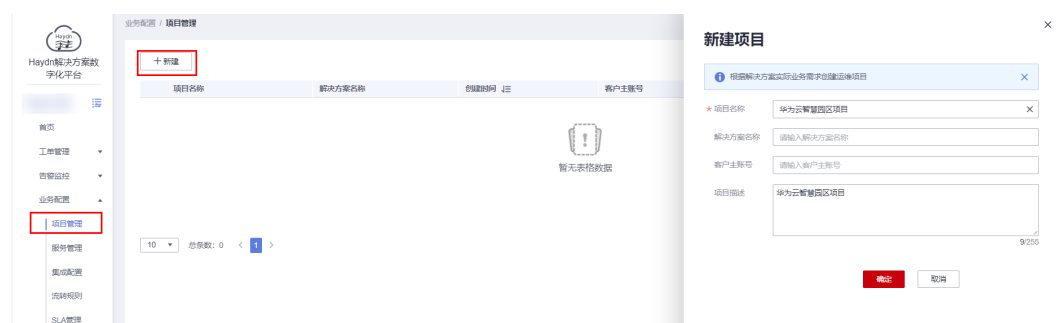 Haydn
Haydn解决方案数
字化平台
首页
工单管理
告警监控
业务配置
项目管理
服务管理
集成配置
流转规则
SLA管理
业务配置 / 项目管理
＋新建
项目名称 解决方案名称 创建时间 客户主账号
暂无表格数据
10 总条数: 0 < 1 >
新建项目
根据解决方案实际业务需求创建运维项目
* 项目名称 华为云智慧园区项目
解决方案名称 请输入解决方案名称
客户主账号 请输入客户主账号
项目描述 华为云智慧园区项目
9/255
确定 取消